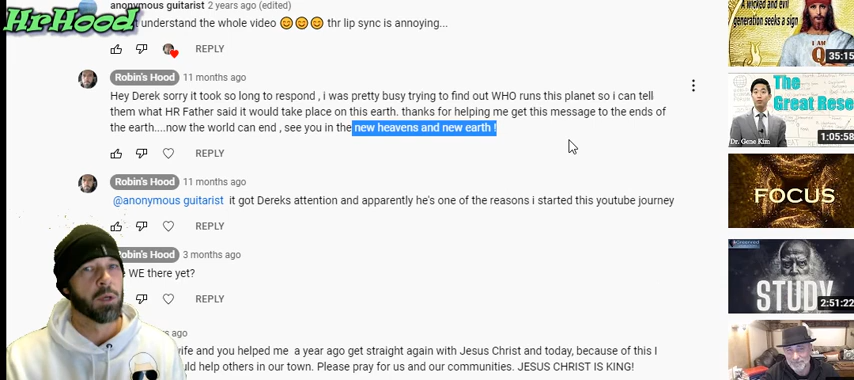 anonymous guitarist 2 years ago (edited)
HrHood
understand the whole video 😊😊😊 thr lip sync is annoying...
REPLY
Robin's Hood 11 months ago
Hey Derek sorry it took so long to respond , i was pretty busy trying to find out WHO runs this planet so i can tell
them what HR Father said it would take place on this earth. thanks for helping me get this message to the ends of
the earth....now the world can end , see you in the new heavens and new earth !
REPLY
Robin's Hood 11 months ago
@anonymous guitarist it got Dereks attention and apparently he's one of the reasons i started this youtube journey
REPLY
Robin's Hood 3 months ago
WE there yet?
REPLY
ago
wife and you helped me a year ago get straight again with Jesus Christ and today, because of this I
help others in our town. Please pray for us and our communities. JESUS CHRIST IS KING!
A wicked and evil
generation seeks a sign
I AM
35:15
The
Great Rese
Dr. Gene Kim
1:05:58
FOCUS
STUDY
2:51:22